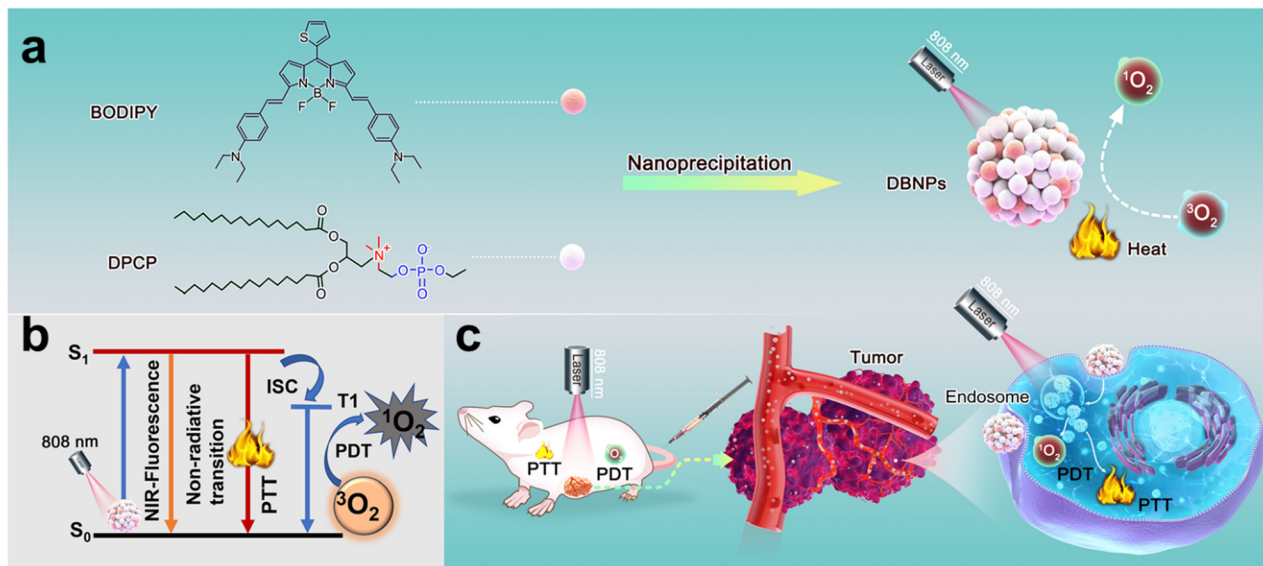 a
S
N
N
B
F
F
N
N
BODIPY
808 nm
Laser
¹O₂
Nanoprecipitation
DBNPs
³O₂
Heat
DPCP
O
O
O
O
N⁺
O⁻
O
P
O
O
b
S₁
ISC
T1
¹O₂
PDT
³O₂
NIR-Fluorescence
Non-radiative
transition
PTT
808 nm
S₀
c
808 nm
Laser
PTT
PDT
Tumor
808 nm
Laser
Endosome
¹O₂
PDT
PTT